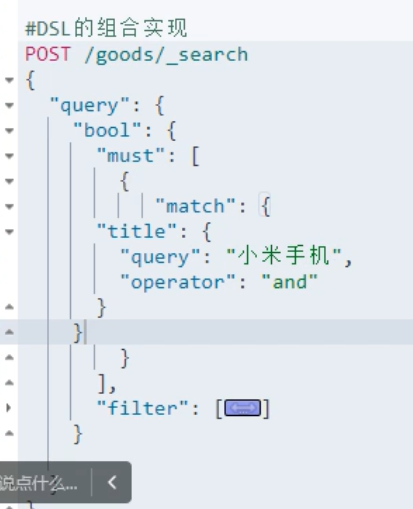 #DSL的组合实现
POST /goods/_search
{
"query": {
"bool": {
"must": [
{
"match": {
"title": {
"query": "小米手机",
"operator": "and"
}
}
}
],
"filter": []
}
说点什么...
}